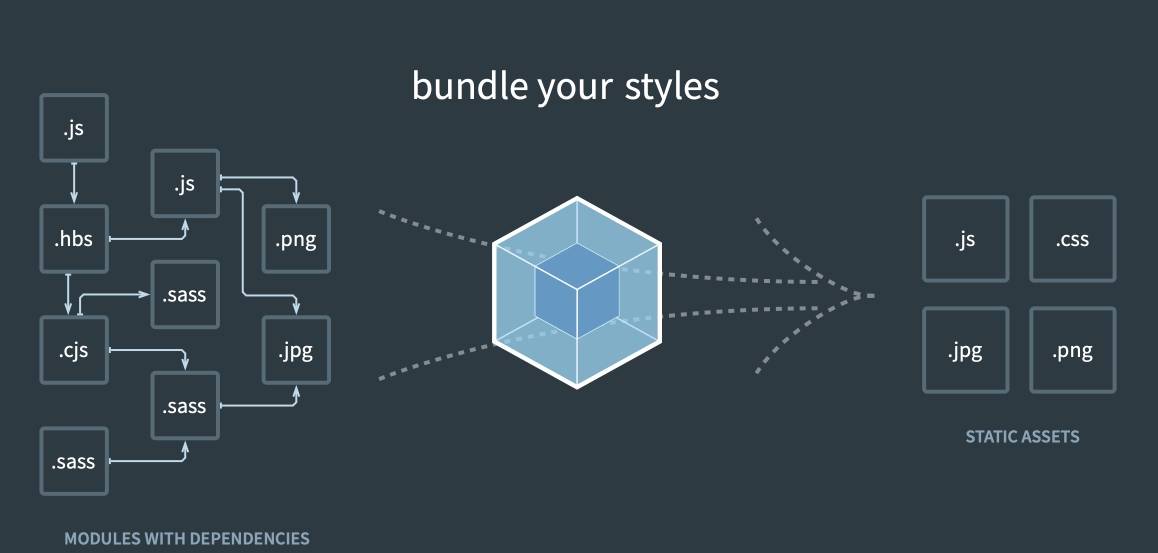 bundle your styles
.js
.js
.hbs
.png
.sass
.cjs
.jpg
.sass
.sass
MODULES WITH DEPENDENCIES
.js
.css
.jpg
.png
STATIC ASSETS